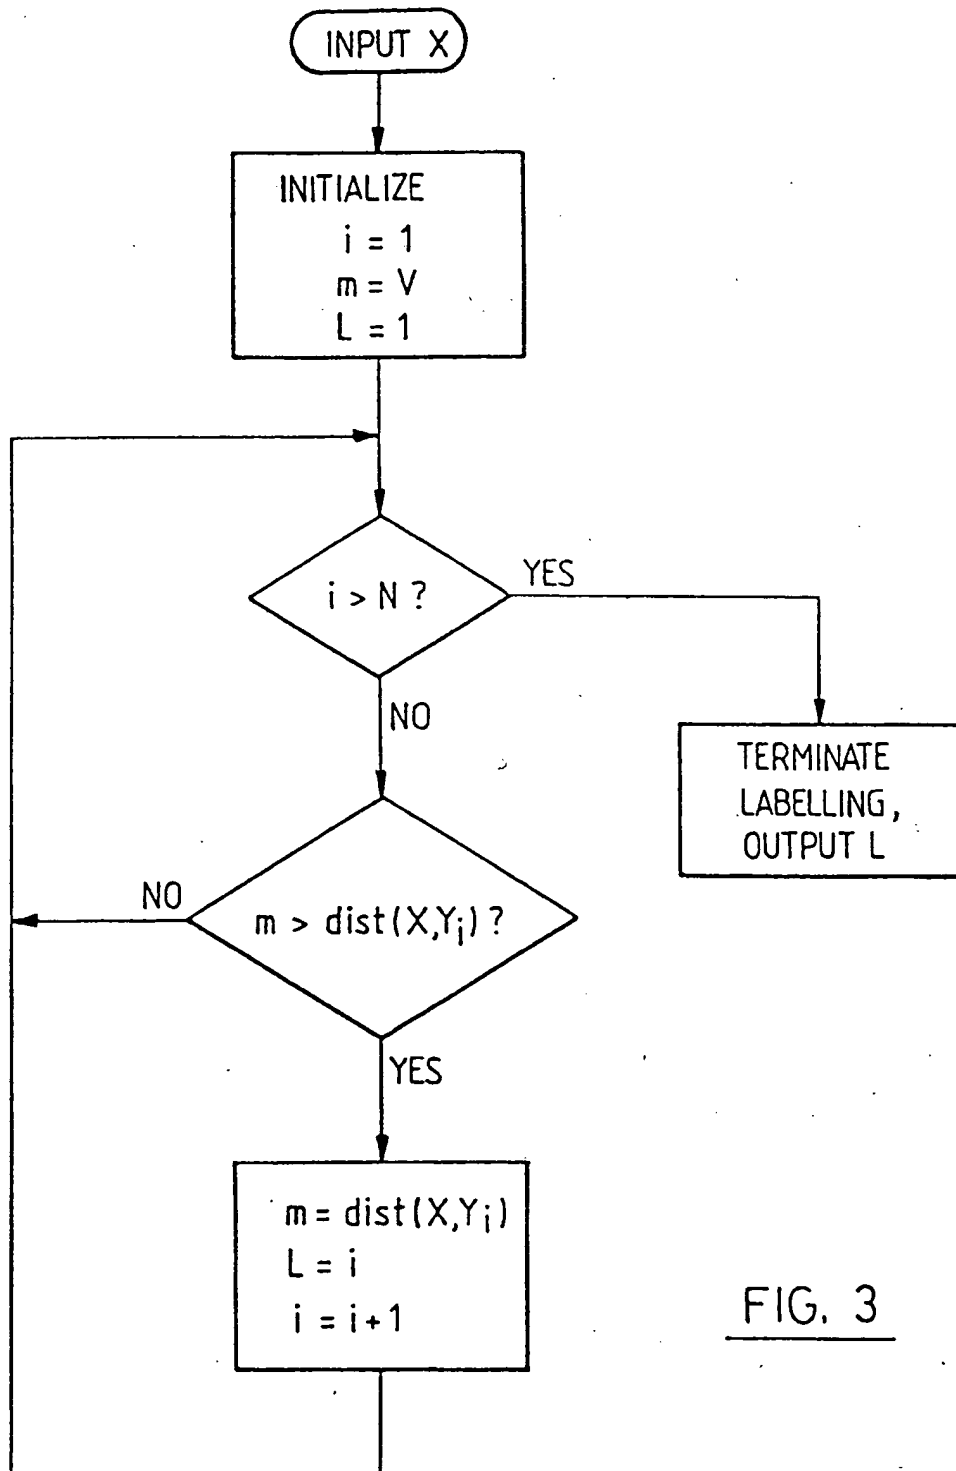 INPUT X
INITIALIZE
i = 1
m = V
L = 1
i > N ?
YES
NO
TERMINATE
LABELLING,
OUTPUT L
NO
m > dist(X,Yi) ?
YES
m = dist(X,Yi)
L = i
i = i+1
FIG. 3